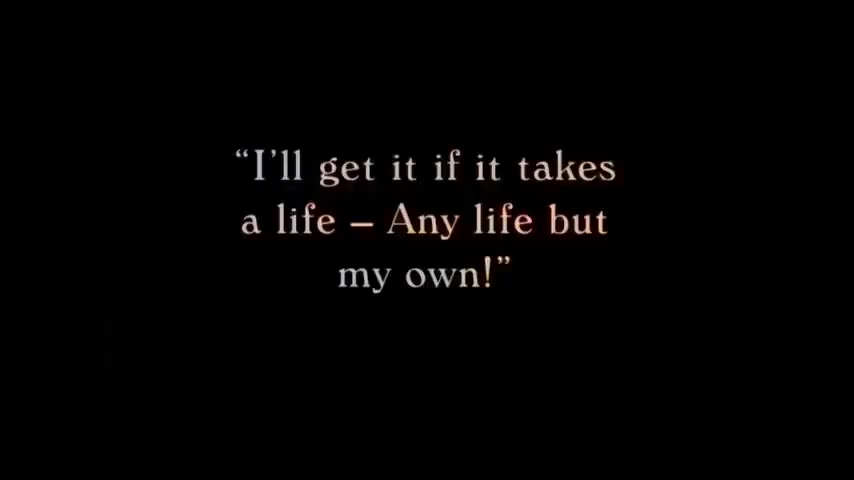 “I’ll get it if it takes
a life – Any life but
my own!”